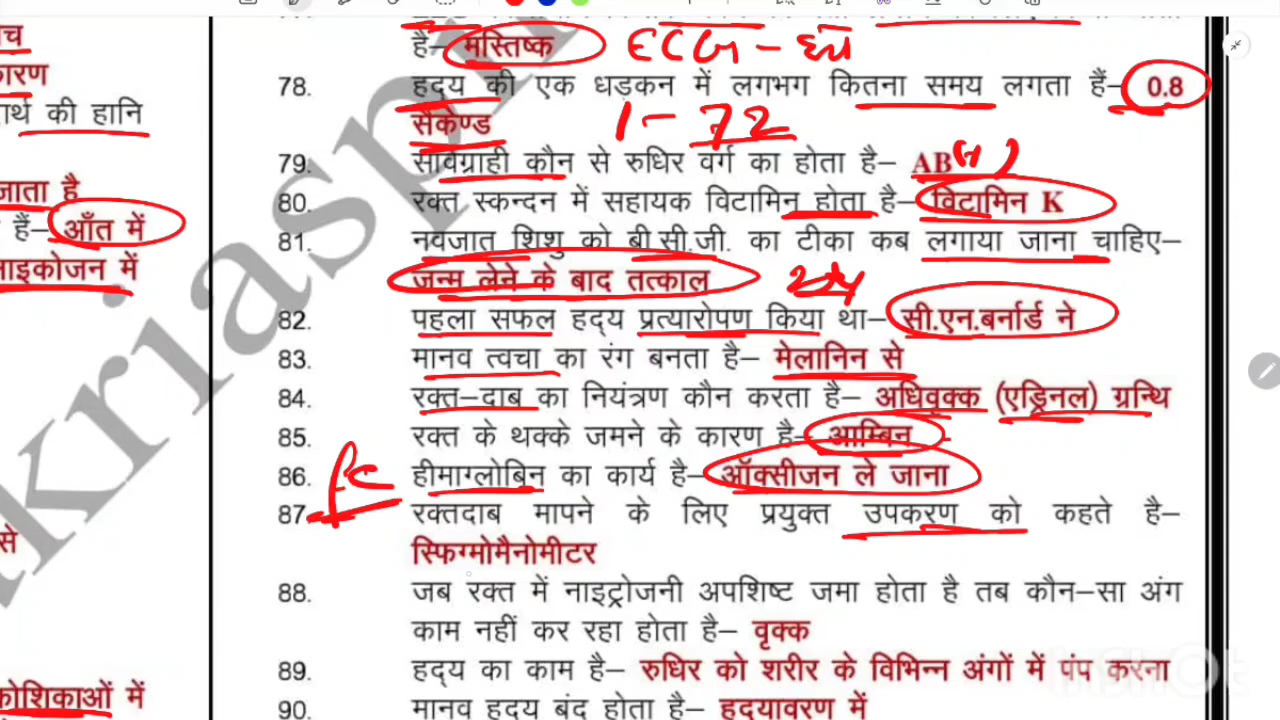 ाच
कारण
ार्थ की हानि
जाता है
हैं– आँत में
माइकोजन में
से
कोशिकाओं में
है– मस्तिष्क ECG –
78. हृदय की एक धड़कन में लगभग कितना समय लगता हैं– 0.8
सैकेण्ड 1 – 72
79. सार्वग्राही कौन से रुधिर वर्ग का होता है– AB (+)
80. रक्त स्कन्दन में सहायक विटामिन होता है– विटामिन K
81. नवजात शिशु को बी.सी.जी. का टीका कब लगाया जाना चाहिए–
जन्म लेने के बाद तत्काल
82. पहला सफल हृदय प्रत्यारोपण किया था– सी.एन.बर्नार्ड ने
83. मानव त्वचा का रंग बनता है– मेलानिन से
84. रक्त–दाब का नियंत्रण कौन करता है– अधिवृक्क (एड्रिनल) ग्रन्थि
85. रक्त के थक्के जमने के कारण है– थ्राम्बिन
86. हीमाग्लोबिन का कार्य है– ऑक्सीजन ले जाना
87. रक्तदाब मापने के लिए प्रयुक्त उपकरण को कहते है–
स्फिग्मोमैनोमीटर
88. जब रक्त में नाइट्रोजनी अपशिष्ट जमा होता है तब कौन–सा अंग
काम नहीं कर रहा होता है– वृक्क
89. हृदय का काम है– रुधिर को शरीर के विभिन्न अंगों में पंप करना
90. मानव हृदय बंद होता है– हृदयावरण में